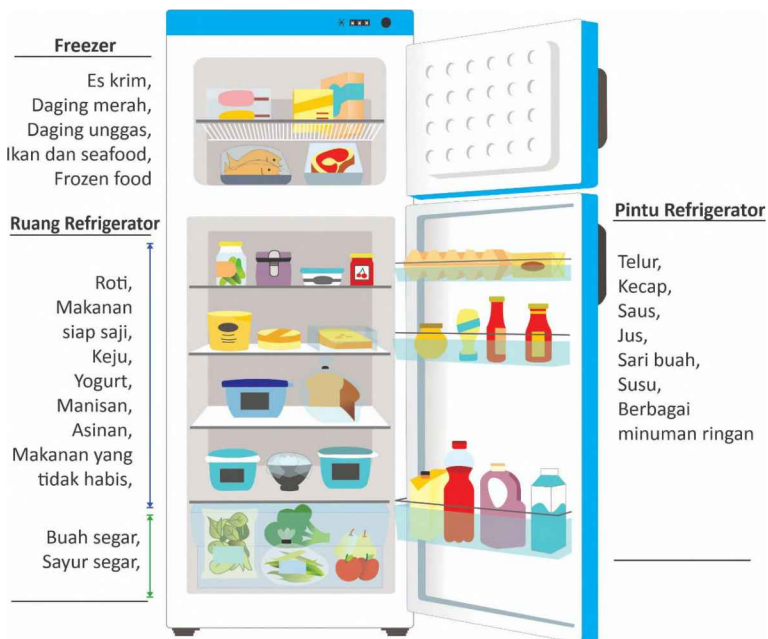 Freezer
Es krim,
Daging merah,
Daging unggas,
Ikan dan seafood,
Frozen food
Ruang Refrigerator
Roti,
Makanan
siap saji,
Keju,
Yogurt,
Manisan,
Asinan,
Makanan yang
tidak habis,
Buah segar,
Sayur segar,
Pintu Refrigerator
Telur,
Kecap,
Saus,
Jus,
Sari buah,
Susu,
Berbagai
minuman ringan